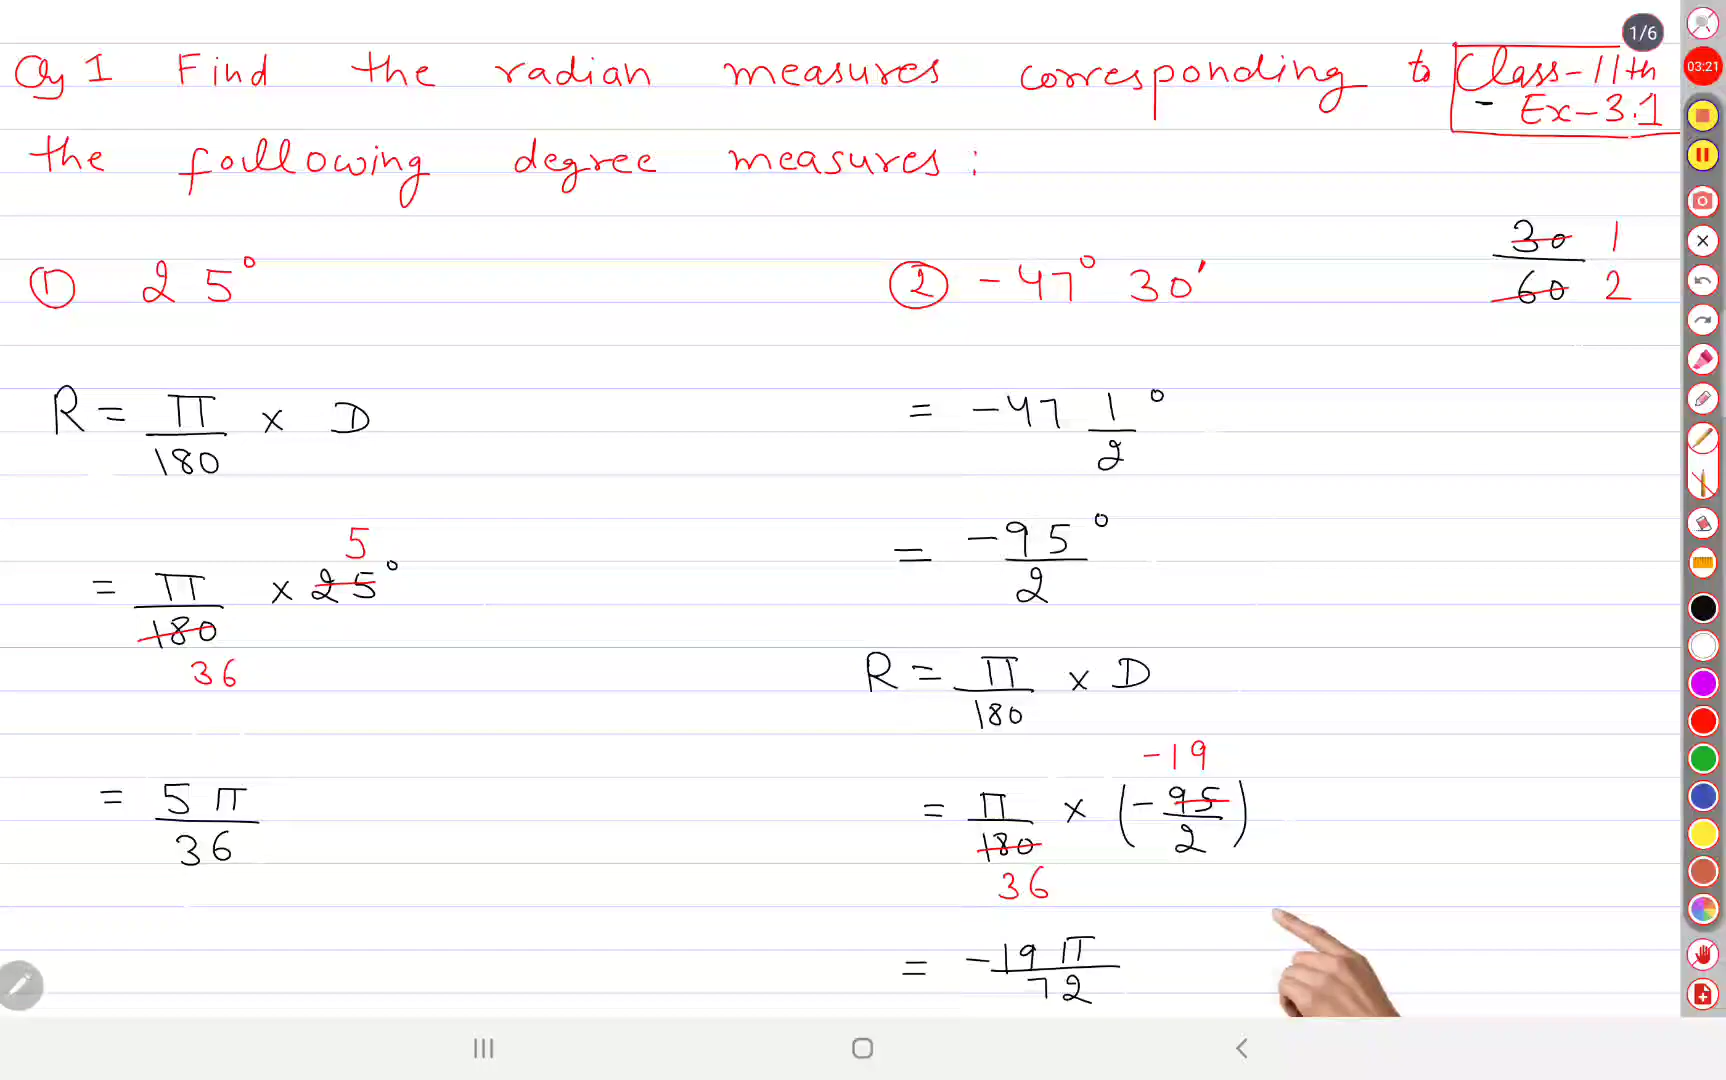 1/6
Qy 1 Find the radian measures corresponding to
Class-11th
- Ex-3.1
03:21
the following degree measures:
① 25°
R = π/180 × D
5
= π/180 × 25°
36
= 5π/36
② -47° 30'
30 1
60 2
= -47 1/2°
= -95°/2
R = π/180 × D
-19
= π/180 × (-95/2)
36
= -19π/72